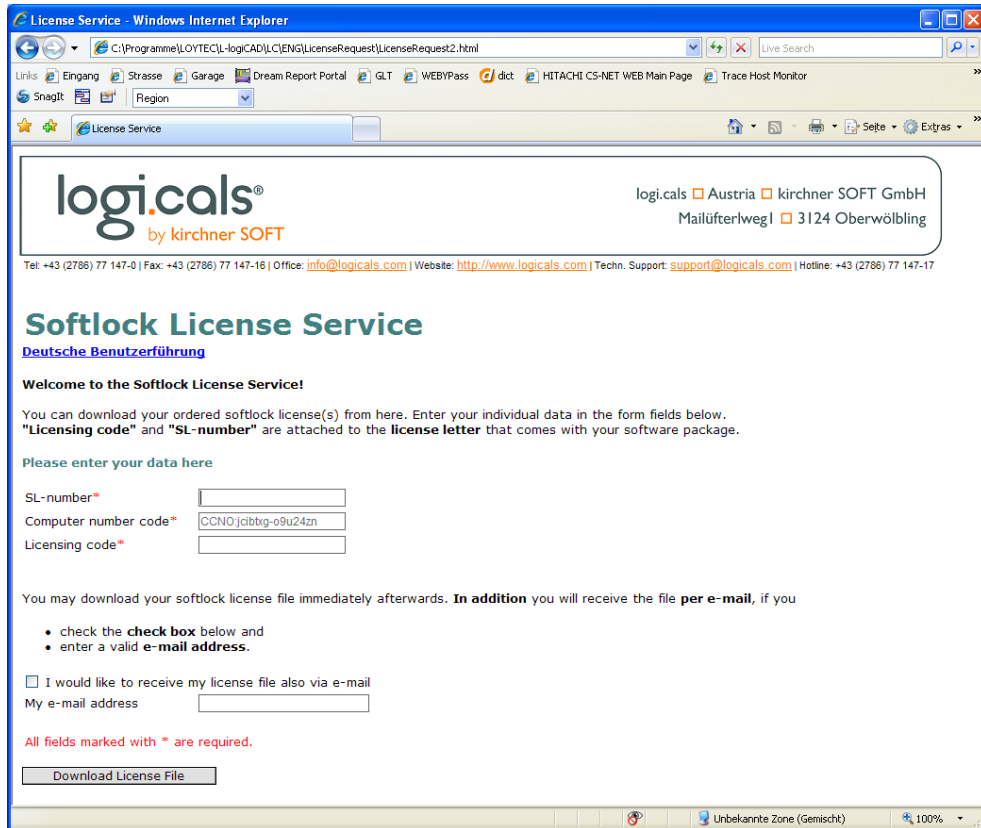 License Service - Windows Internet Explorer
C:\Programme\LOYTEC\L-logiCAD\LC\ENG\LicenseRequest\LicenseRequest2.html
Live Search
Links Eingang Strasse Garage Dream Report Portal GLT WEBYPass dict HITACHI CS-NET WEB Main Page Trace Host Monitor »
SnagIt Region
License Service
Seite Extras »
logi.cals®
by kirchner SOFT
logi.cals Austria kirchner SOFT GmbH
Mailüfterlweg1 3124 Oberwölbling
Tel: +43 (2786) 77 147-0 | Fax: +43 (2786) 77 147-16 | Office: info@logicals.com | Website: http://www.logicals.com | Techn. Support: support@logicals.com | Hotline: +43 (2786) 77 147-17
Softlock License Service
Deutsche Benutzerführung
Welcome to the Softlock License Service!
You can download your ordered softlock license(s) from here. Enter your individual data in the form fields below.
"Licensing code" and "SL-number" are attached to the license letter that comes with your software package.
Please enter your data here
SL-number*
Computer number code* CCNO:jcibtxg-o9u24zn
Licensing code*
You may download your softlock license file immediately afterwards. In addition you will receive the file per e-mail, if you
• check the check box below and
• enter a valid e-mail address.
I would like to receive my license file also via e-mail
My e-mail address
All fields marked with * are required.
Download License File
Unbekannte Zone (Gemischt) 100%